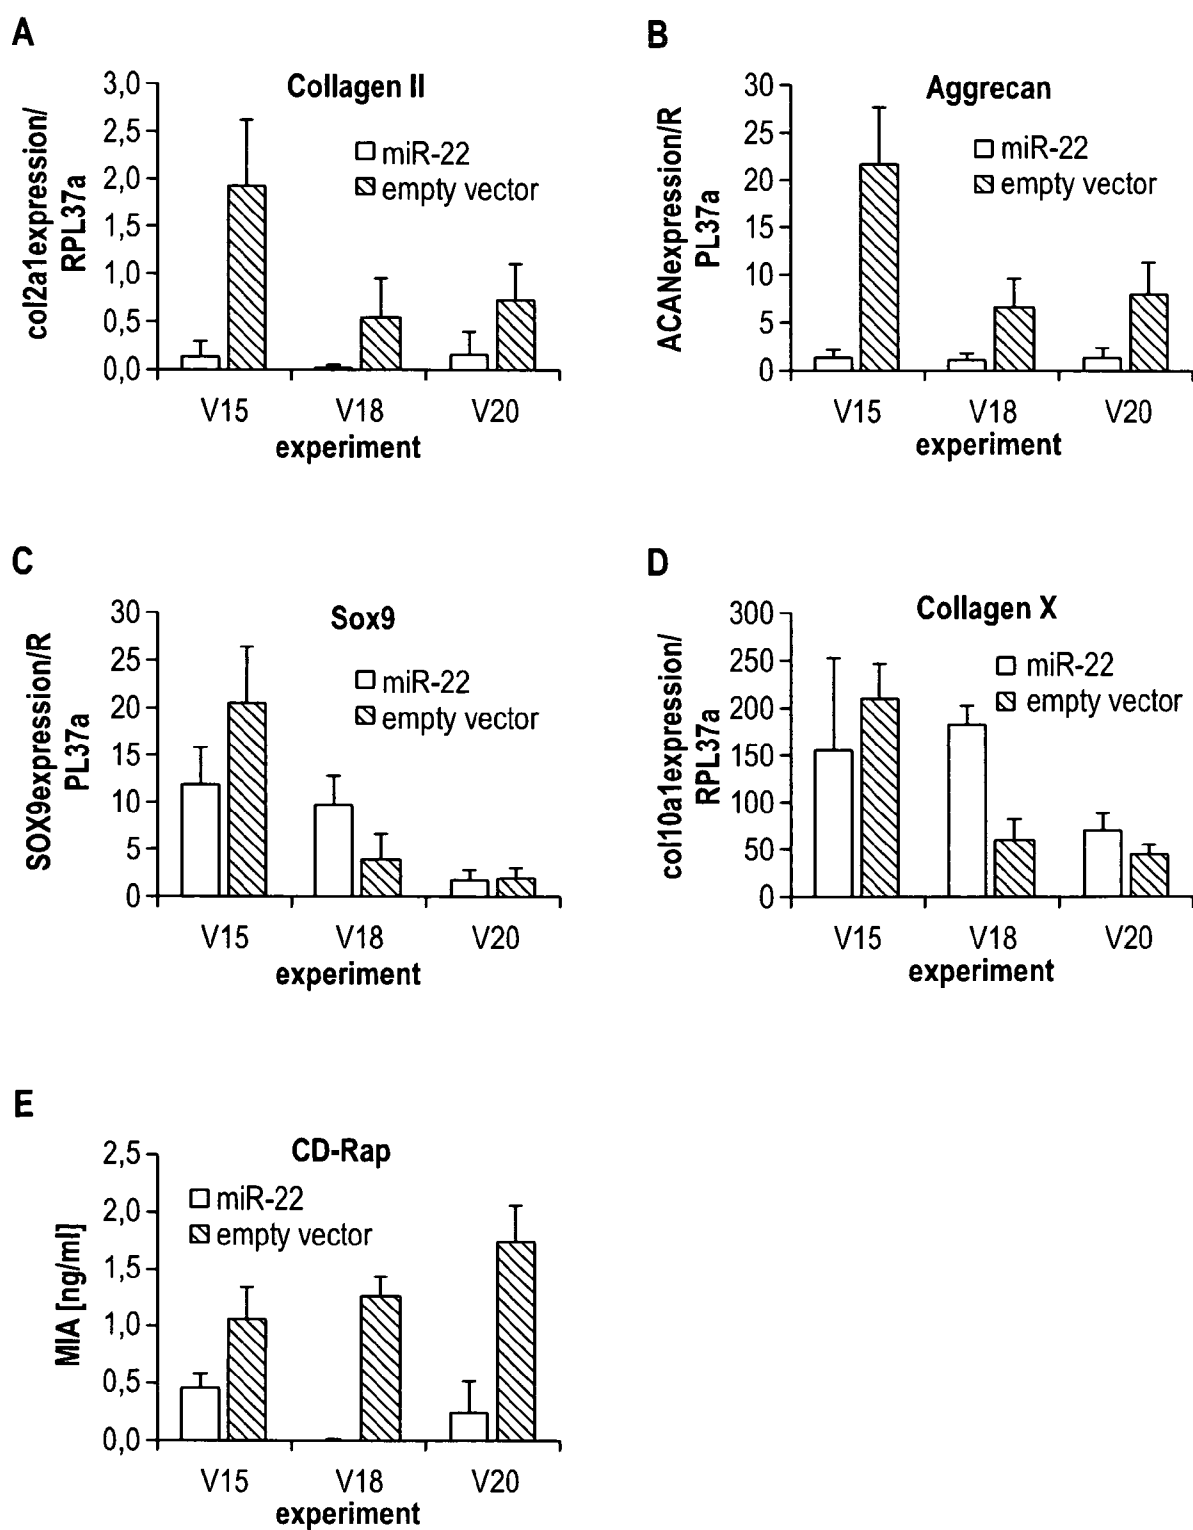 A
Collagen II
col2a1expression/
RPL37a
3,0
2,5
2,0
1,5
1,0
0,5
0,0
miR-22
empty vector
V15 V18 V20
experiment
B
Aggrecan
ACANexpression/R
PL37a
30
25
20
15
10
5
0
miR-22
empty vector
V15 V18 V20
experiment
C
Sox9
SOX9expression/R
PL37a
30
25
20
15
10
5
0
miR-22
empty vector
V15 V18 V20
experiment
D
Collagen X
col10a1expression/
RPL37a
300
250
200
150
100
50
0
miR-22
empty vector
V15 V18 V20
experiment
E
CD-Rap
MIA [ng/ml]
2,5
2,0
1,5
1,0
0,5
0,0
miR-22
empty vector
V15 V18 V20
experiment